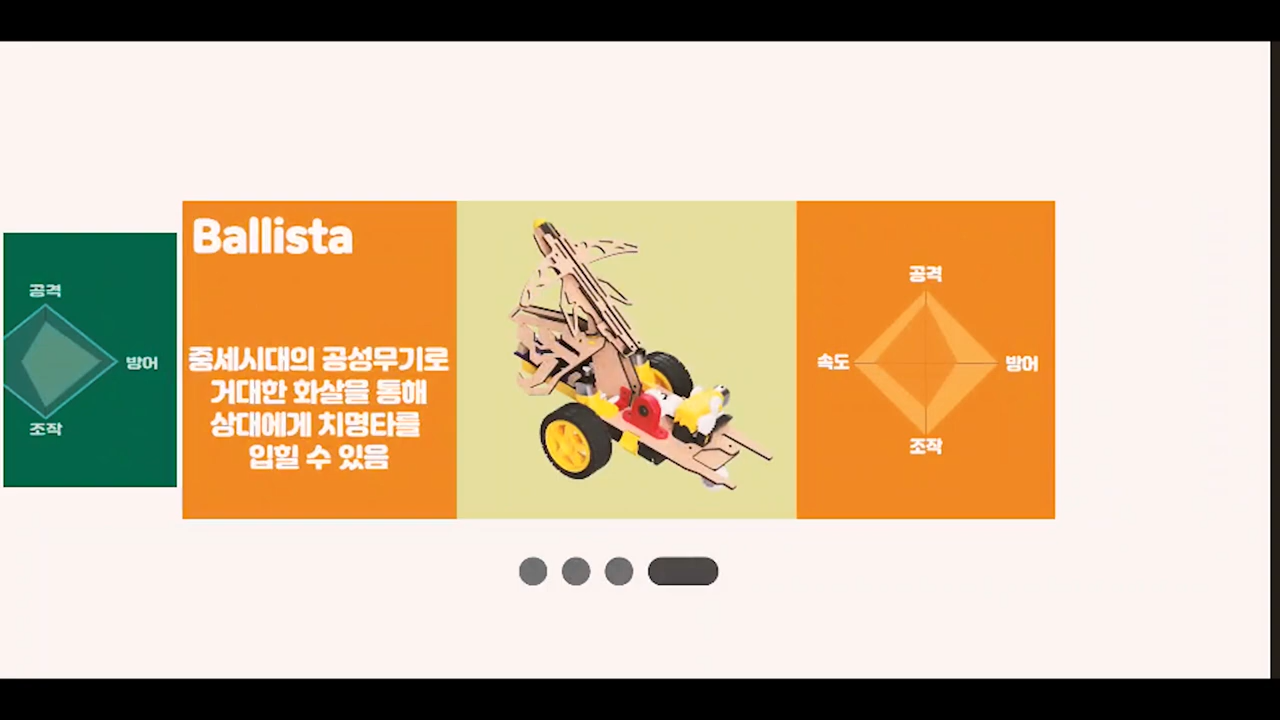 공격
방어
조작
Ballista
중세시대의 공성무기로
거대한 화살을 통해
상대에게 치명타를
입힐 수 있음
공격
속도
방어
조작